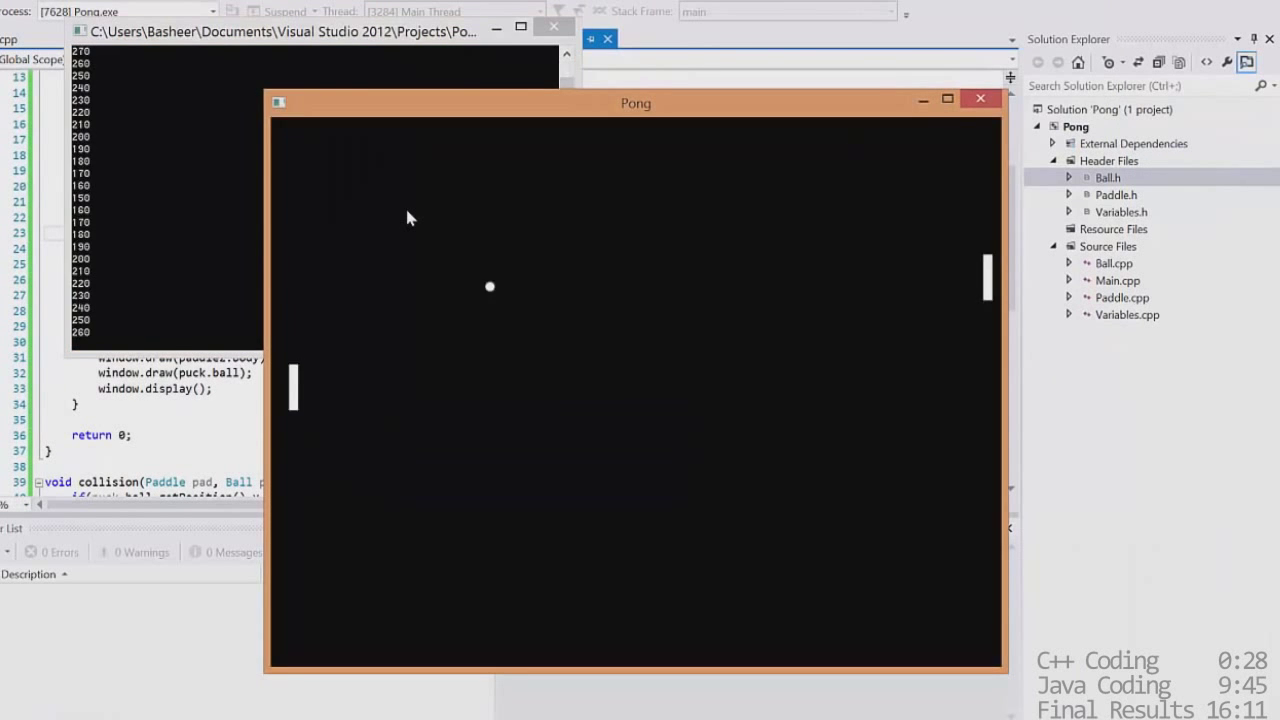 rocess: [7628] Pong.exe Suspend Thread: [3284] Main Thread Stack Frame: main
cpp
C:\Users\Basheer\Documents\Visual Studio 2012\Projects\Po...
Global Scope)
270
260
250
240
230
220
210
200
190
180
170
160
150
160
170
180
190
200
210
220
230
240
250
260
13
14
15
16
17
18
19
20
21
22
23
24
25
26
27
28
29
30
31 window.draw(paddle2.body)
32 window.draw(puck.ball);
33 window.display();
34 }
35
36 return 0;
37 }
38
39 void collision(Paddle pad, Ball p
%
Pong
r List
0 Errors 0 Warnings 0 Messages
Description
Solution Explorer
Search Solution Explorer (Ctrl+;)
Solution 'Pong' (1 project)
Pong
External Dependencies
Header Files
Ball.h
Paddle.h
Variables.h
Resource Files
Source Files
Ball.cpp
Main.cpp
Paddle.cpp
Variables.cpp
C++ Coding 0:28
Java Coding 9:45
Final Results 16:11